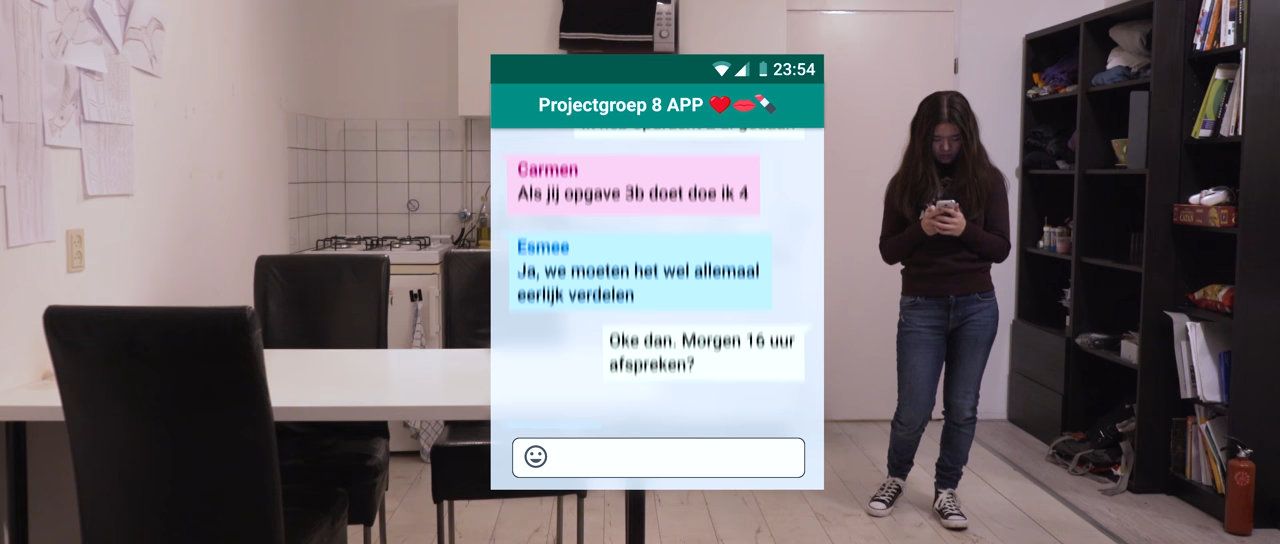 23:54
Projectgroep 8 APP ❤️💋💄
Carmen
Als jij opgave 3b doet doe ik 4
Esmee
Ja, we moeten het wel allemaal
eerlijk verdelen
Oke dan. Morgen 16 uur
afspreken?
CATAN